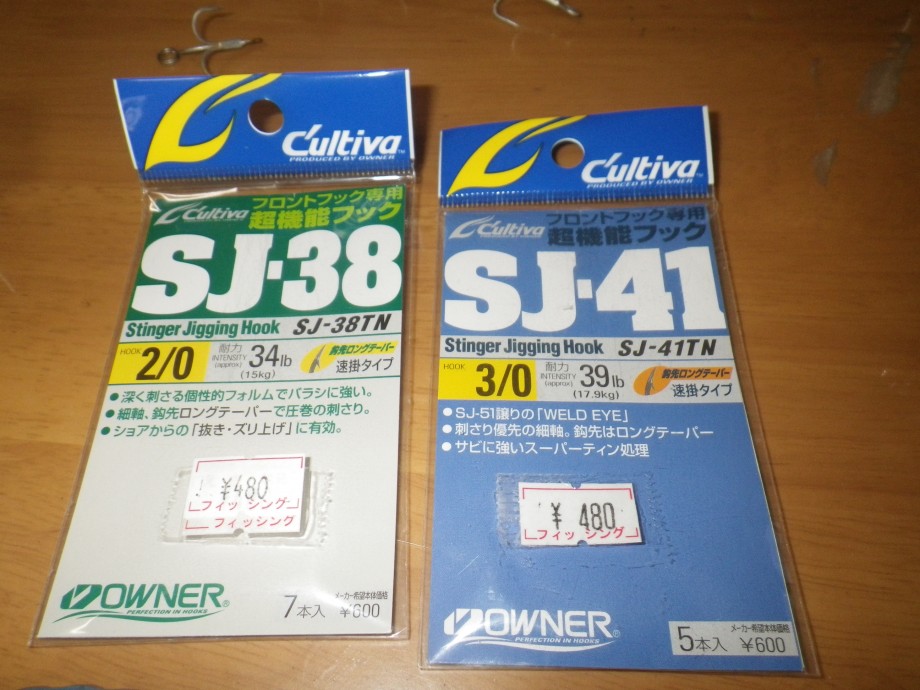 C'ultiva
PRODUCED BY OWNER
C'ultiva
フロントフック専用
超機能フック
SJ-38
Stinger Jigging Hook SJ-38TN
HOOK 2/0 耐力 INTENSITY (approx) 34lb (15kg) 鈎先ロングテーパー 速掛タイプ
●深く刺さる個性的フォルムでバラシに強い。
●細軸、鈎先ロングテーパーで圧巻の刺さり。
●ショアからの「抜き・ズリ上げ」に有効。
¥480
フィッシング
フィッシング
OWNER
PERFECTION IN HOOKS
7本入 メーカー希望本体価格 ¥600
C'ultiva
PRODUCED BY OWNER
C'ultiva
フロントフック専用
超機能フック
SJ-41
Stinger Jigging Hook SJ-41TN
HOOK 3/0 耐力 INTENSITY (approx) 39lb (17.9kg) 鈎先ロングテーパー 速掛タイプ
●SJ-51譲りの「WELD EYE」
●刺さり優先の細軸。鈎先はロングテーパー
●サビに強いスーパーティン処理
¥480
フィッシング
OWNER
PERFECTION IN HOOKS
5本入 メーカー希望本体価格 ¥600